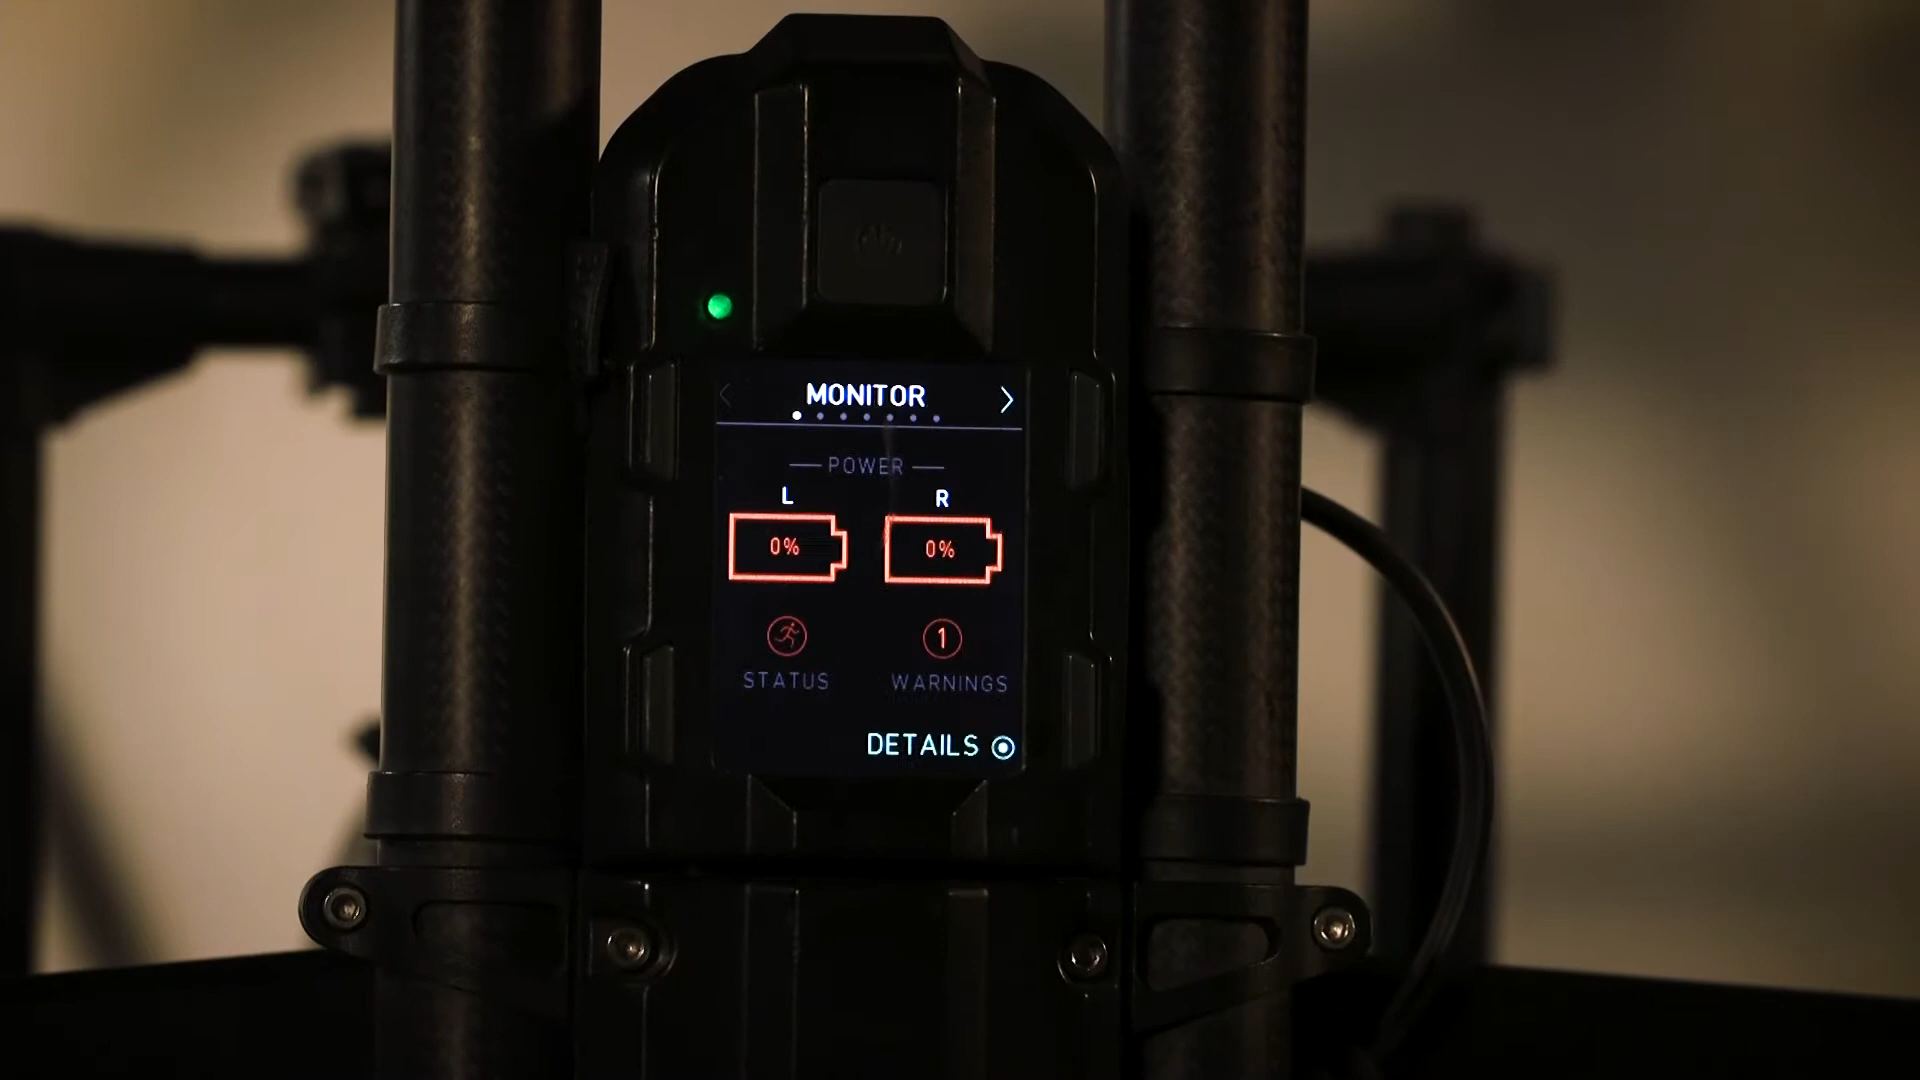 MONITOR
POWER
L R
0% 0%
1
STATUS WARNINGS
DETAILS